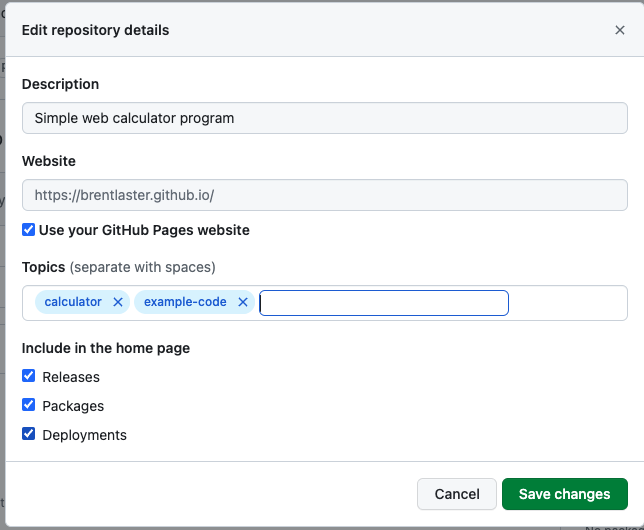 Edit repository details
Description
Simple web calculator program
Website
https://brentlaster.github.io/
Use your GitHub Pages website
Topics (separate with spaces)
calculator example-code
Include in the home page
Releases
Packages
Deployments
Cancel Save changes